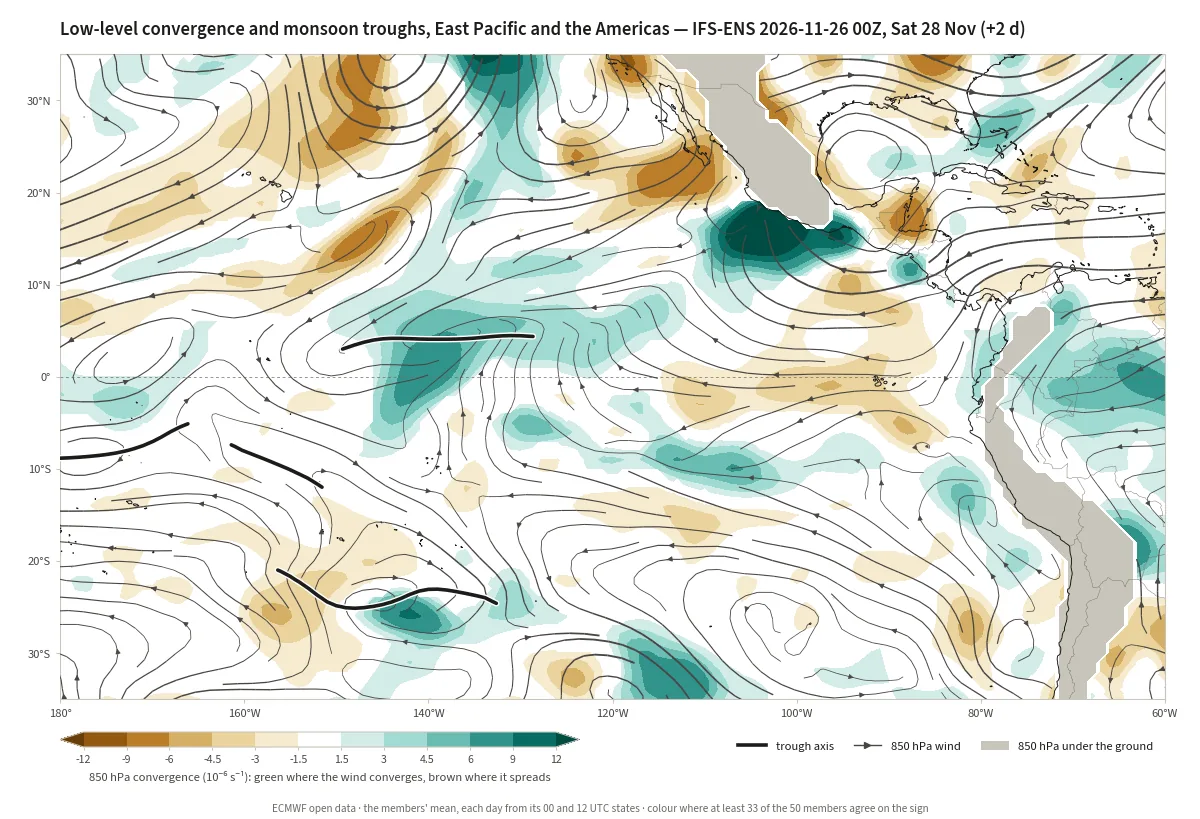 Low-level convergence and monsoon troughs, East Pacific and the Americas — IFS-ENS 2026-11-26 00Z, Sat 28 Nov (+2 d)
30°N
20°N
10°N
0°
10°S
20°S
30°S
180° 160°W 140°W 120°W 100°W 80°W 60°W
-12 -9 -6 -4.5 -3 -1.5 1.5 3 4.5 6 9 12
850 hPa convergence (10⁻⁶ s⁻¹): green where the wind converges, brown where it spreads
trough axis 850 hPa wind 850 hPa under the ground
ECMWF open data · the members' mean, each day from its 00 and 12 UTC states · colour where at least 33 of the 50 members agree on the sign